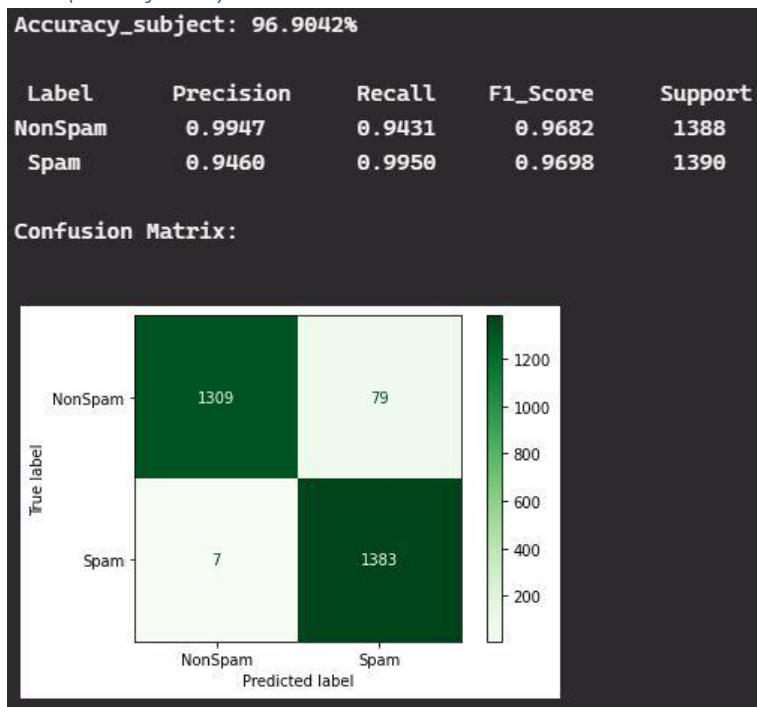 Accuracy_subject: 96.9042%
Label Precision Recall F1_Score Support
NonSpam 0.9947 0.9431 0.9682 1388
Spam 0.9460 0.9950 0.9698 1390
Confusion Matrix:
1200
NonSpam 1309 79
1000
800
True label
600
Spam 7 1383
400
200
NonSpam Spam
Predicted label